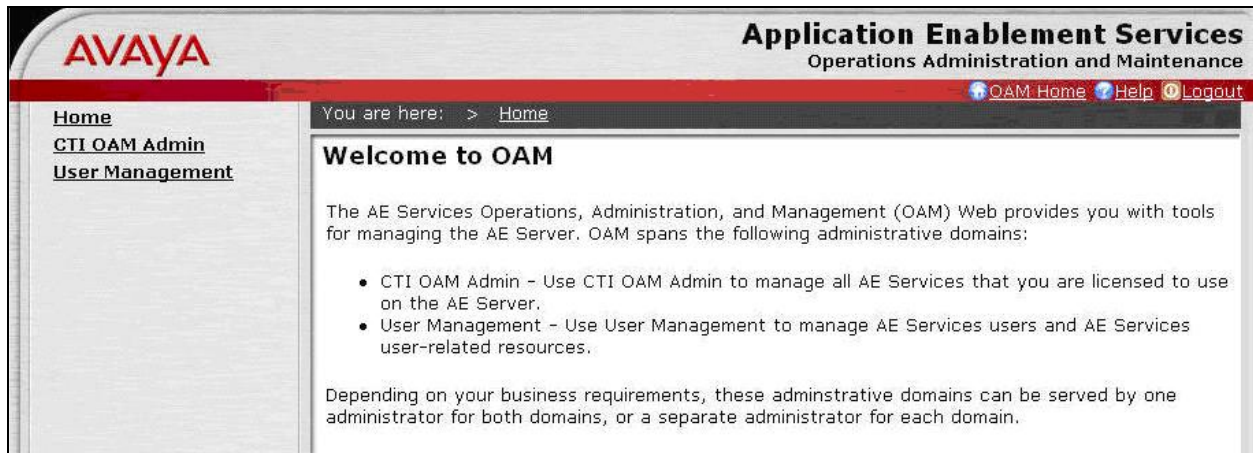 AVAYA
Application Enablement Services
Operations Administration and Maintenance
OAM Home Help Logout
Home
CTI OAM Admin
User Management
You are here: > Home
Welcome to OAM
The AE Services Operations, Administration, and Management (OAM) Web provides you with tools
for managing the AE Server. OAM spans the following administrative domains:
• CTI OAM Admin – Use CTI OAM Admin to manage all AE Services that you are licensed to use
on the AE Server.
• User Management – Use User Management to manage AE Services users and AE Services
user-related resources.
Depending on your business requirements, these adminstrative domains can be served by one
administrator for both domains, or a separate administrator for each domain.